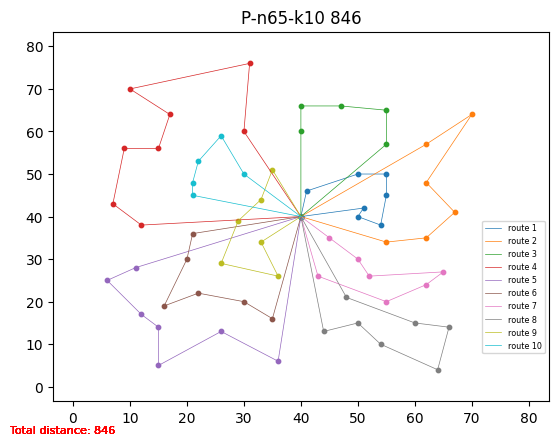 P-n65-k10 846
80
70
60
50
40
30
20
10
0
0 10 20 30 40 50 60 70 80
route 1
route 2
route 3
route 4
route 5
route 6
route 7
route 8
route 9
route 10
Total distance: 846